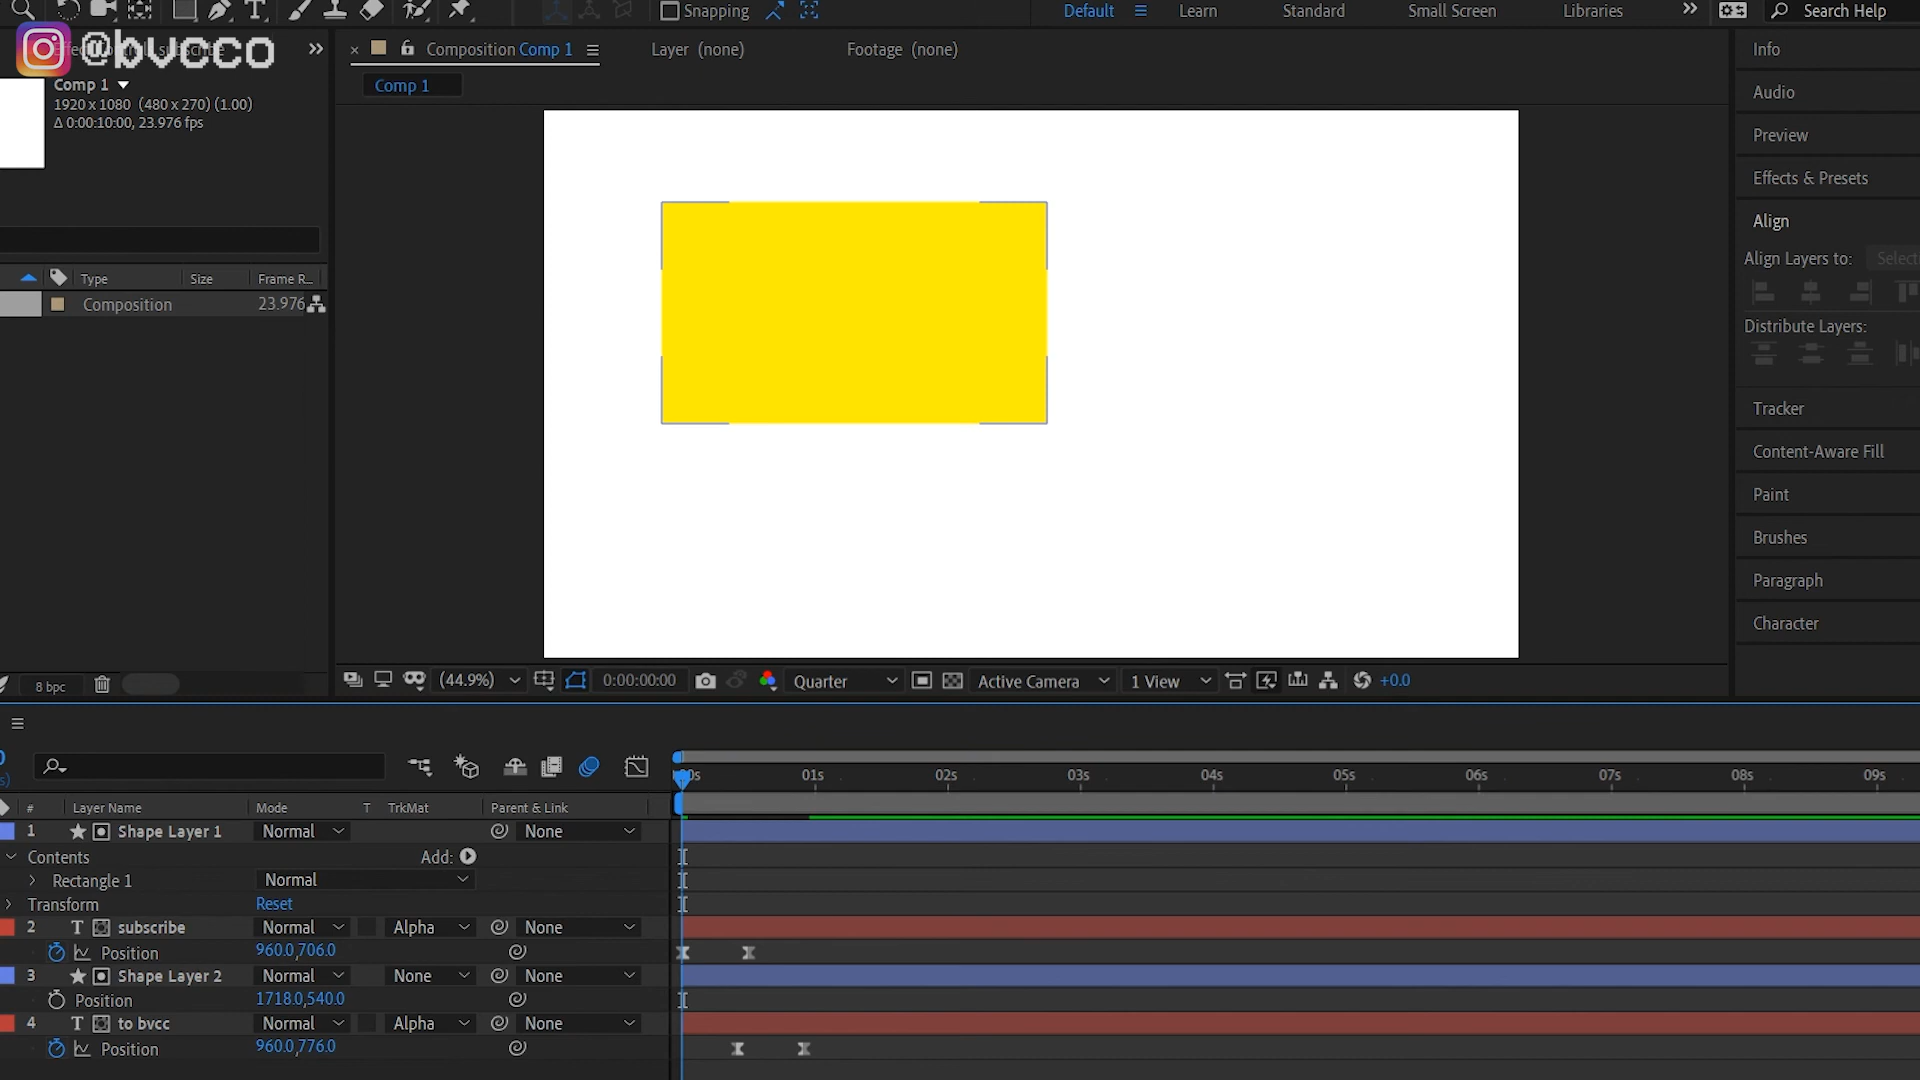 Snapping
Default
Learn
Standard
Small Screen
Libraries
Search Help
@bvcco
Composition Comp 1
Layer (none)
Footage (none)
Info
Comp 1
1920 x 1080 (480 x 270) (1.00)
Δ 0:00:10:00, 23.976 fps
Comp 1
Audio
Preview
Effects & Presets
Align
Align Layers to:
Distribute Layers:
Type
Size
Frame R...
Composition
23.976
Tracker
Content-Aware Fill
Paint
Brushes
Paragraph
Character
8 bpc
(44.9%)
0:00:00:00
Quarter
Active Camera
1 View
+0.0
01s
02s
03s
04s
05s
06s
07s
08s
09s
#
Layer Name
Mode
T
TrkMat
Parent & Link
1
Shape Layer 1
Normal
None
Contents
Add:
Rectangle 1
Normal
Transform
Reset
2
T
subscribe
Normal
Alpha
None
Position
960.0,706.0
3
Shape Layer 2
Normal
None
None
Position
1718.0,540.0
4
T
to bvcc
Normal
Alpha
None
Position
960.0,776.0